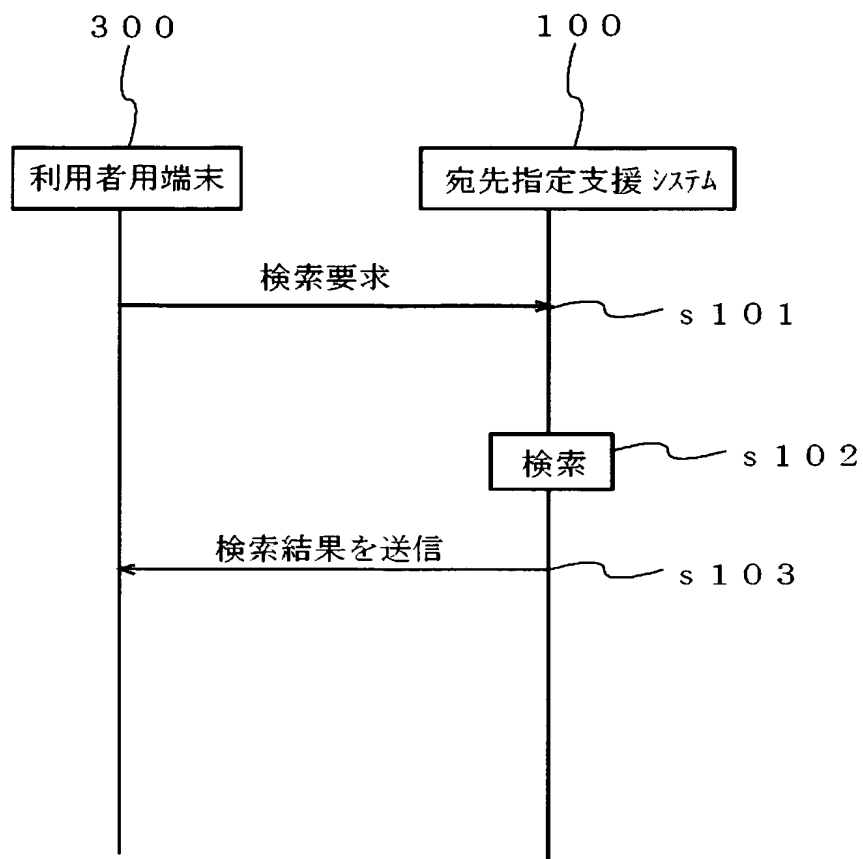 300
100
利用者用端末
宛先指定支援システム
検索要求
s101
検索
s102
検索結果を送信
s103